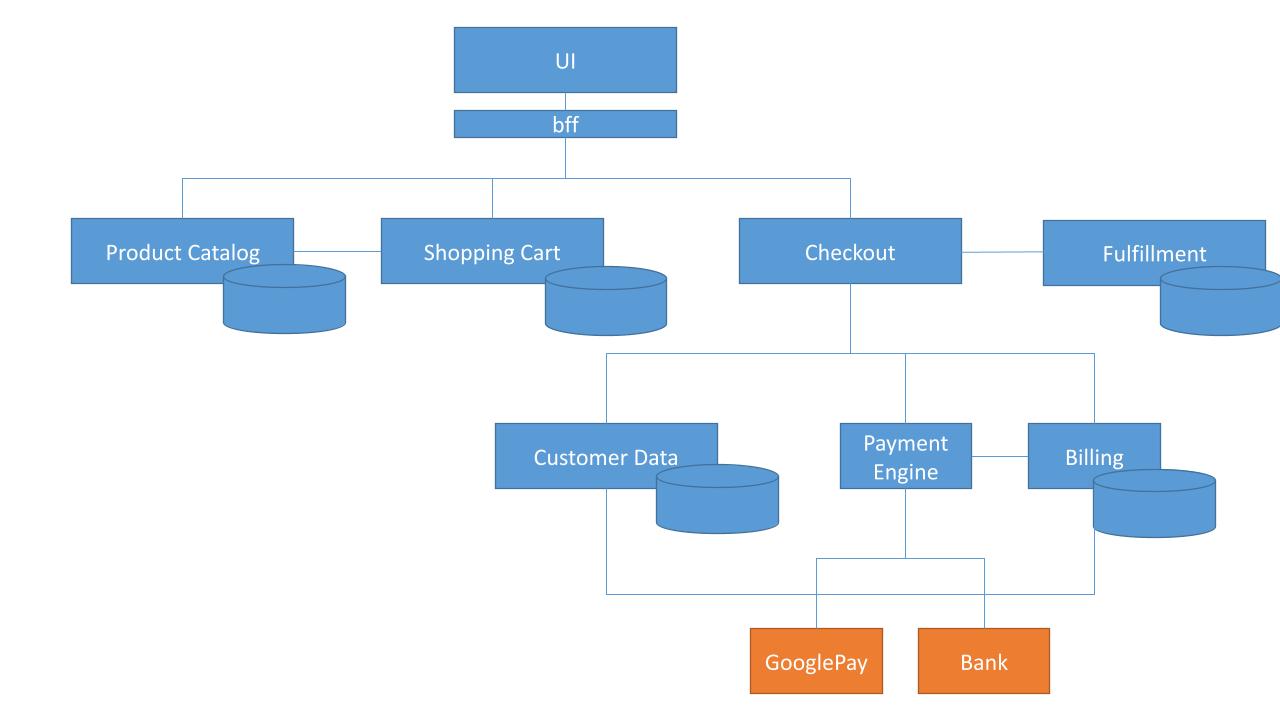 UI
bff
Product Catalog
Shopping Cart
Checkout
Fulfillment
Customer Data
Payment
Engine
Billing
GooglePay
Bank